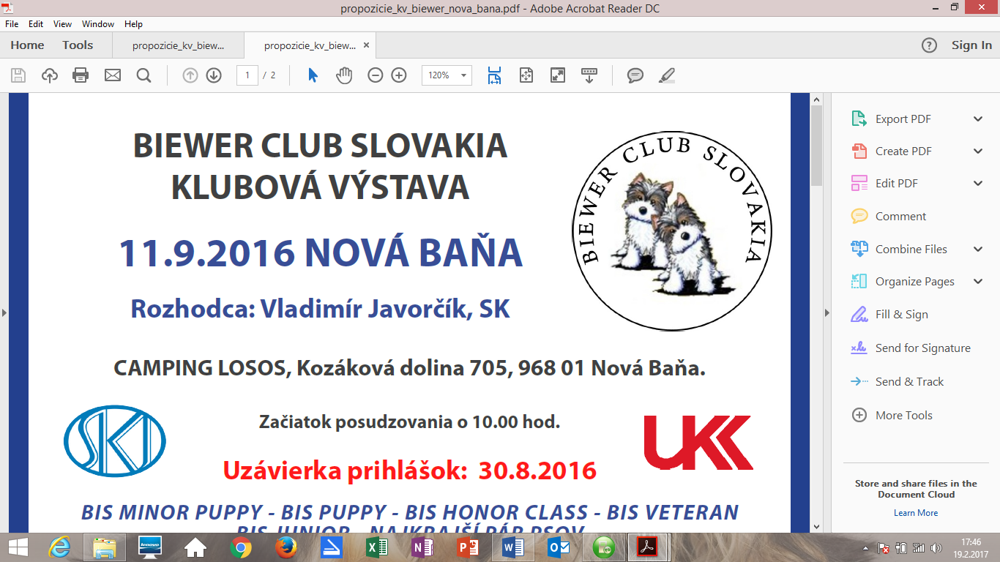 propozicie_kv_biewer_nova_bana.pdf - Adobe Acrobat Reader DC
File Edit View Window Help
Home Tools propozicie_kv_biew... propozicie_kv_biew... × ? Sign In
1 / 2 120%
BIEWER CLUB SLOVAKIA
KLUBOVÁ VÝSTAVA
BIEWER CLUB SLOVAKIA
11.9.2016 NOVÁ BAŇA
Rozhodca: Vladimír Javorčík, SK
CAMPING LOSOS, Kozáková dolina 705, 968 01 Nová Baňa.
SKJ
Začiatok posudzovania o 10.00 hod.
UKK
Uzávierka prihlášok: 30.8.2016
BIS MINOR PUPPY - BIS PUPPY - BIS HONOR CLASS - BIS VETERAN
BIS JUNIOR - NAJKRAJŠÍ PÁR PSOV
Export PDF
Create PDF
Edit PDF
Comment
Combine Files
Organize Pages
Fill & Sign
Send for Signature
Send & Track
More Tools
Store and share files in the
Document Cloud
Learn More
lenovo
17:46
19.2.2017